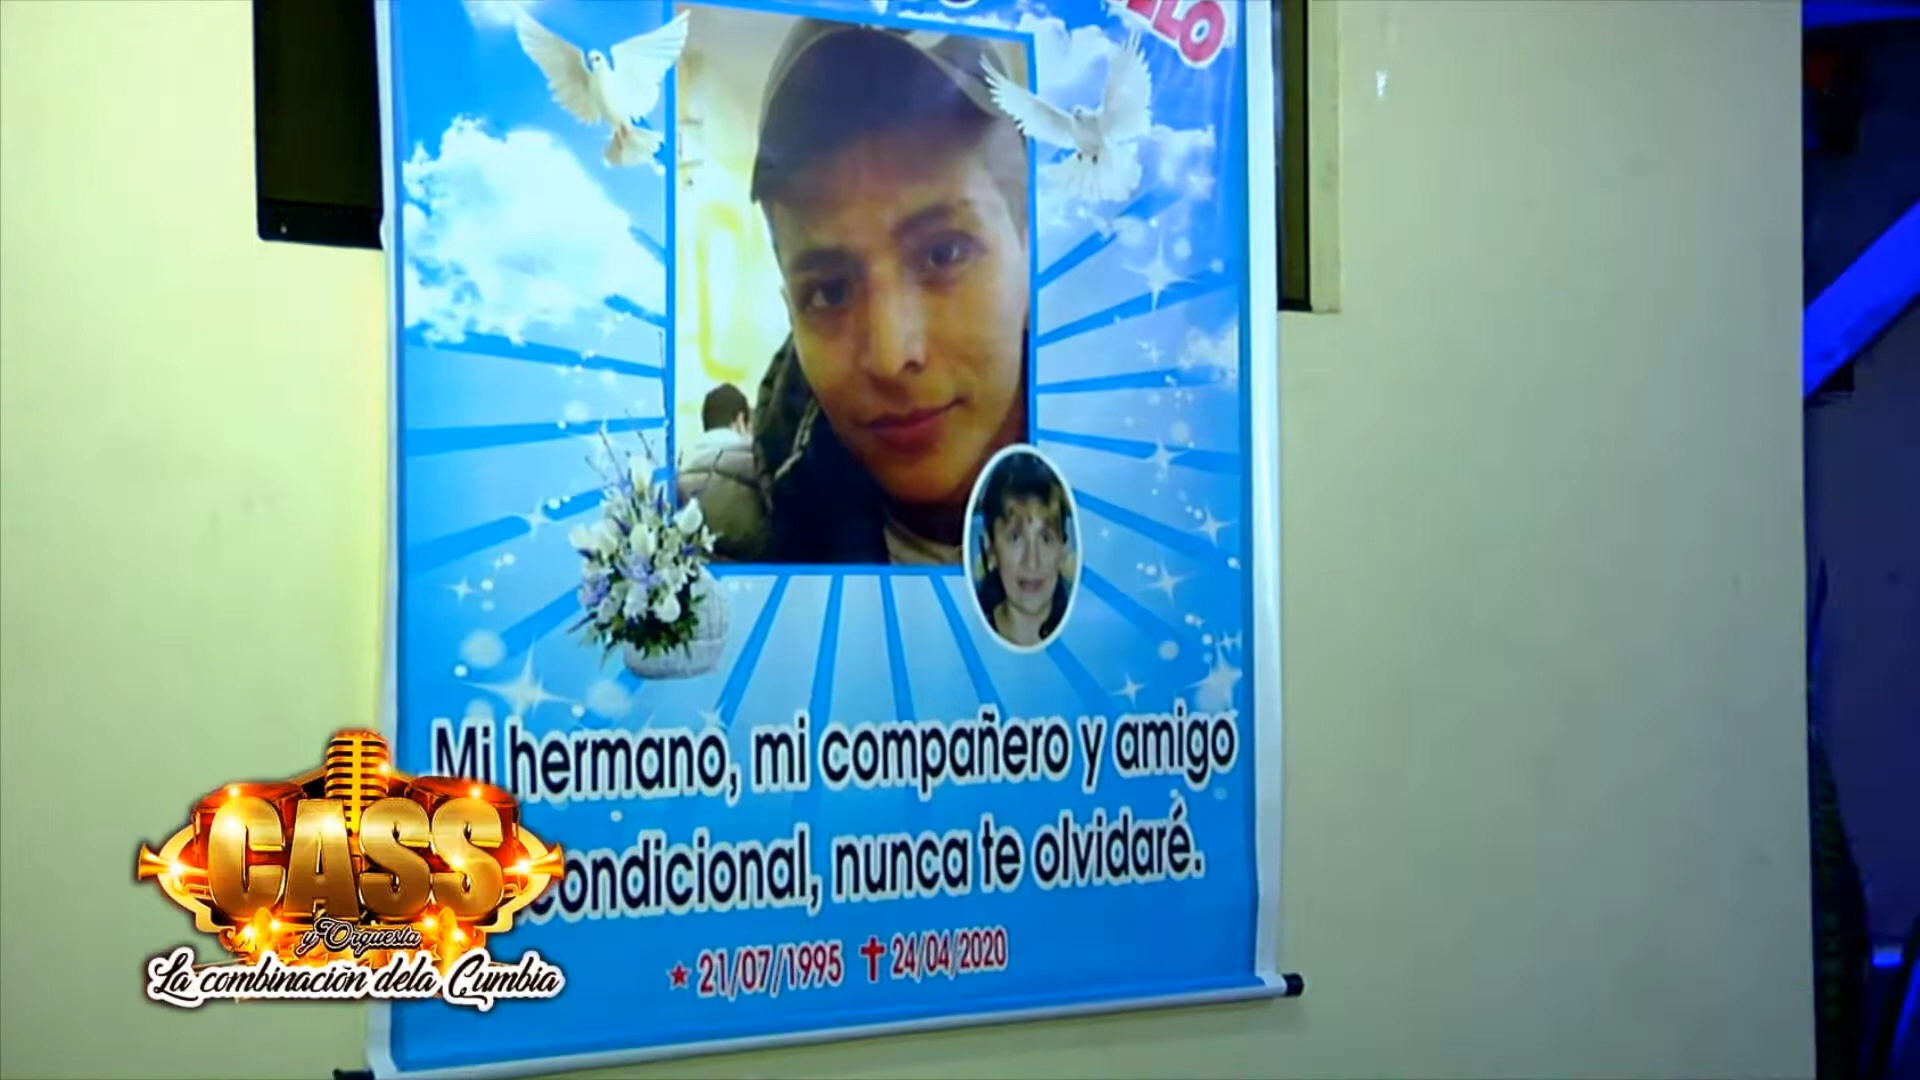 Mi hermano, mi compañero y amigo
condicional, nunca te olvidaré.
21/07/1995 24/04/2020
CASS
y Orquesta
La combinación dela Cumbia